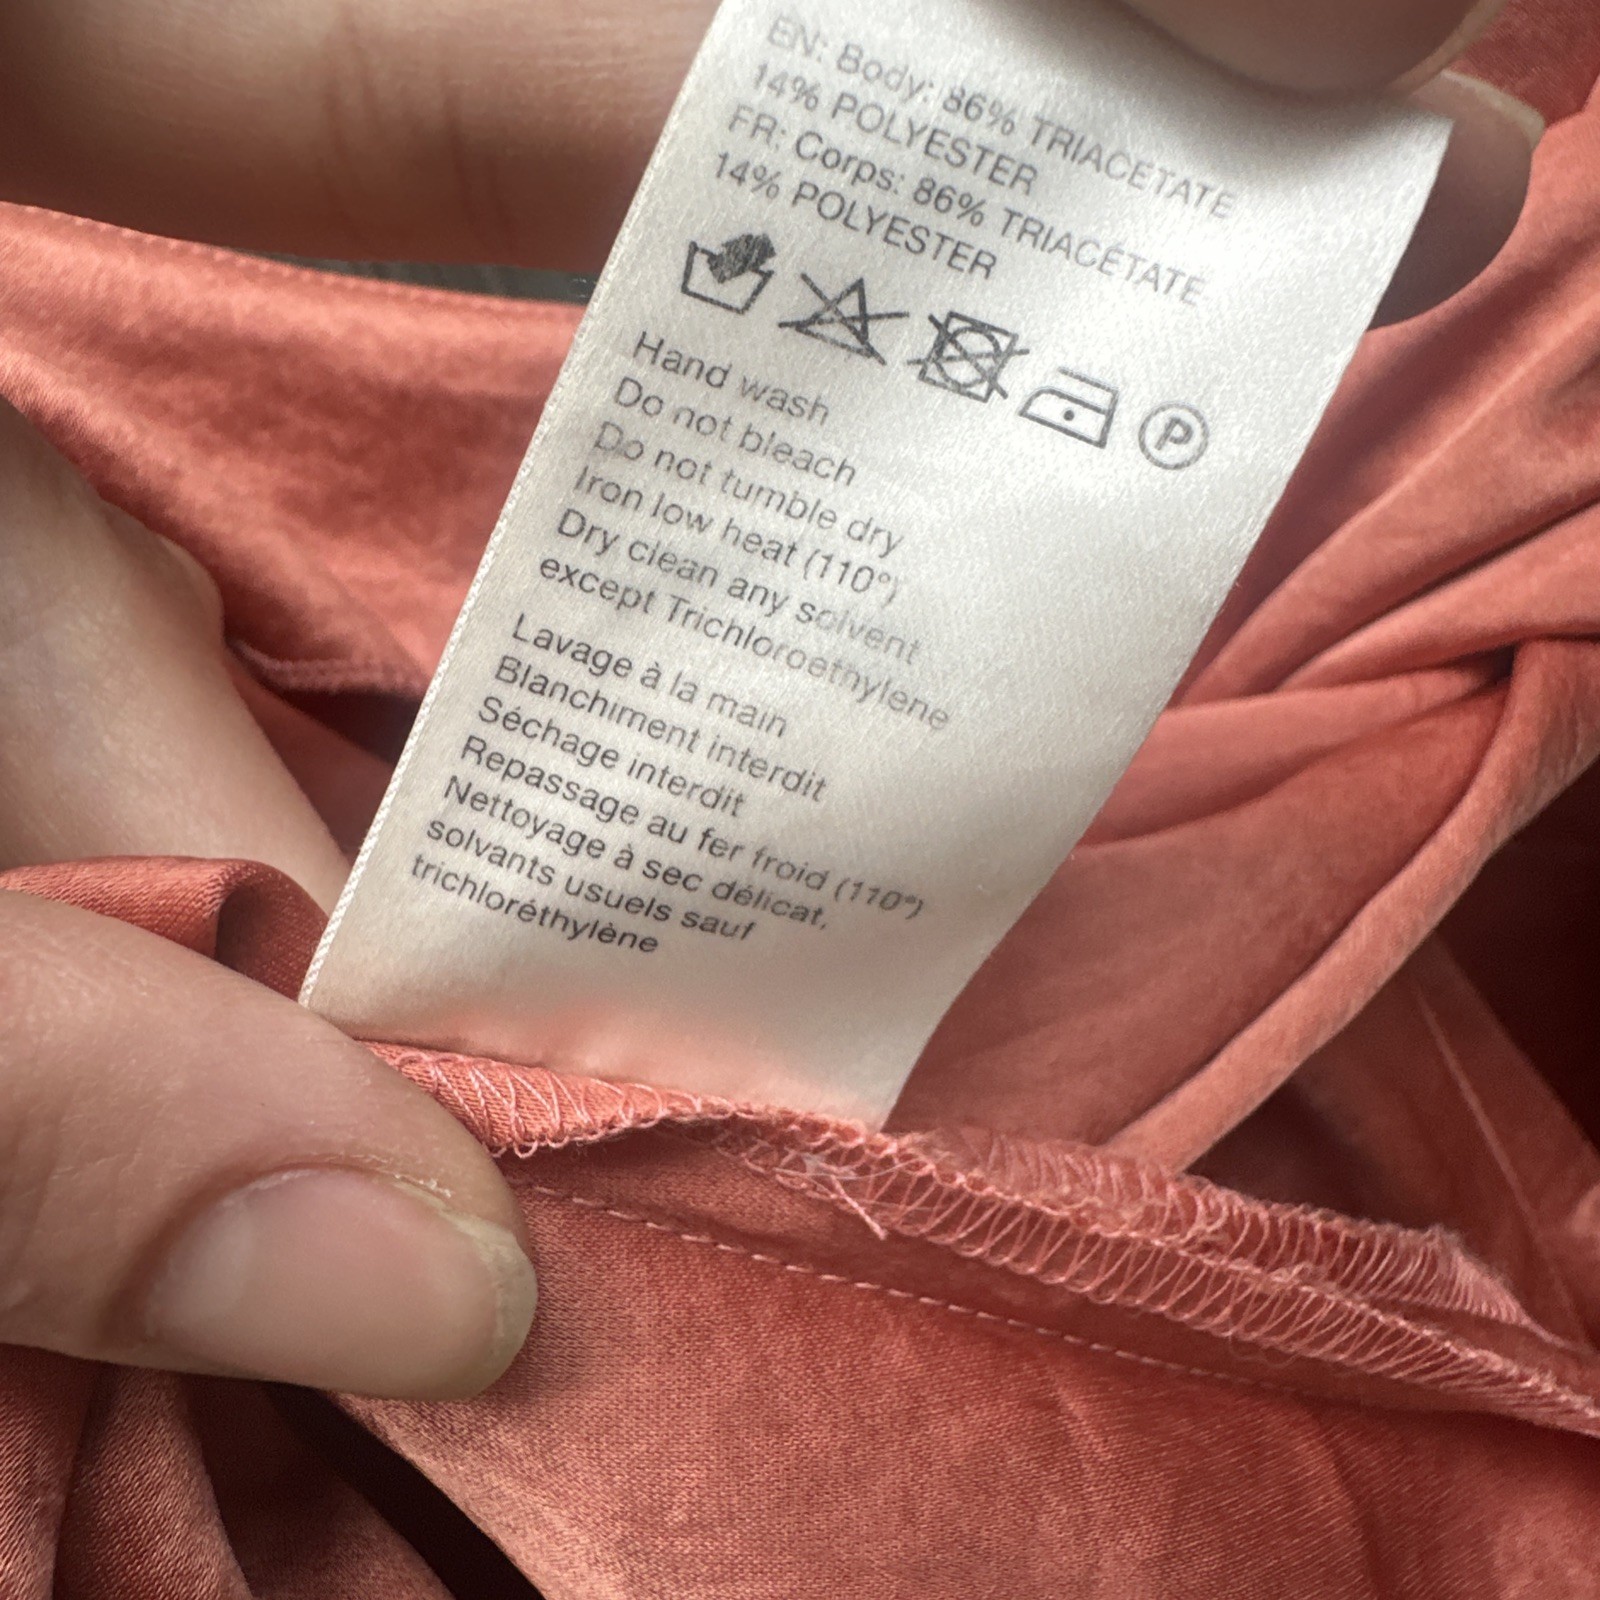 EN: Body: 86% TRIACETATE
14% POLYESTER
FR: Corps: 86% TRIACÉTATE
14% POLYESTER
P
Hand wash
Do not bleach
Do not tumble dry
Iron low heat (110°)
Dry clean any solvent
except Trichloroethylene
Lavage à la main
Blanchiment interdit
Séchage interdit
Repassage au fer froid (110°)
Nettoyage à sec délicat,
solvants usuels sauf
trichloréthylène